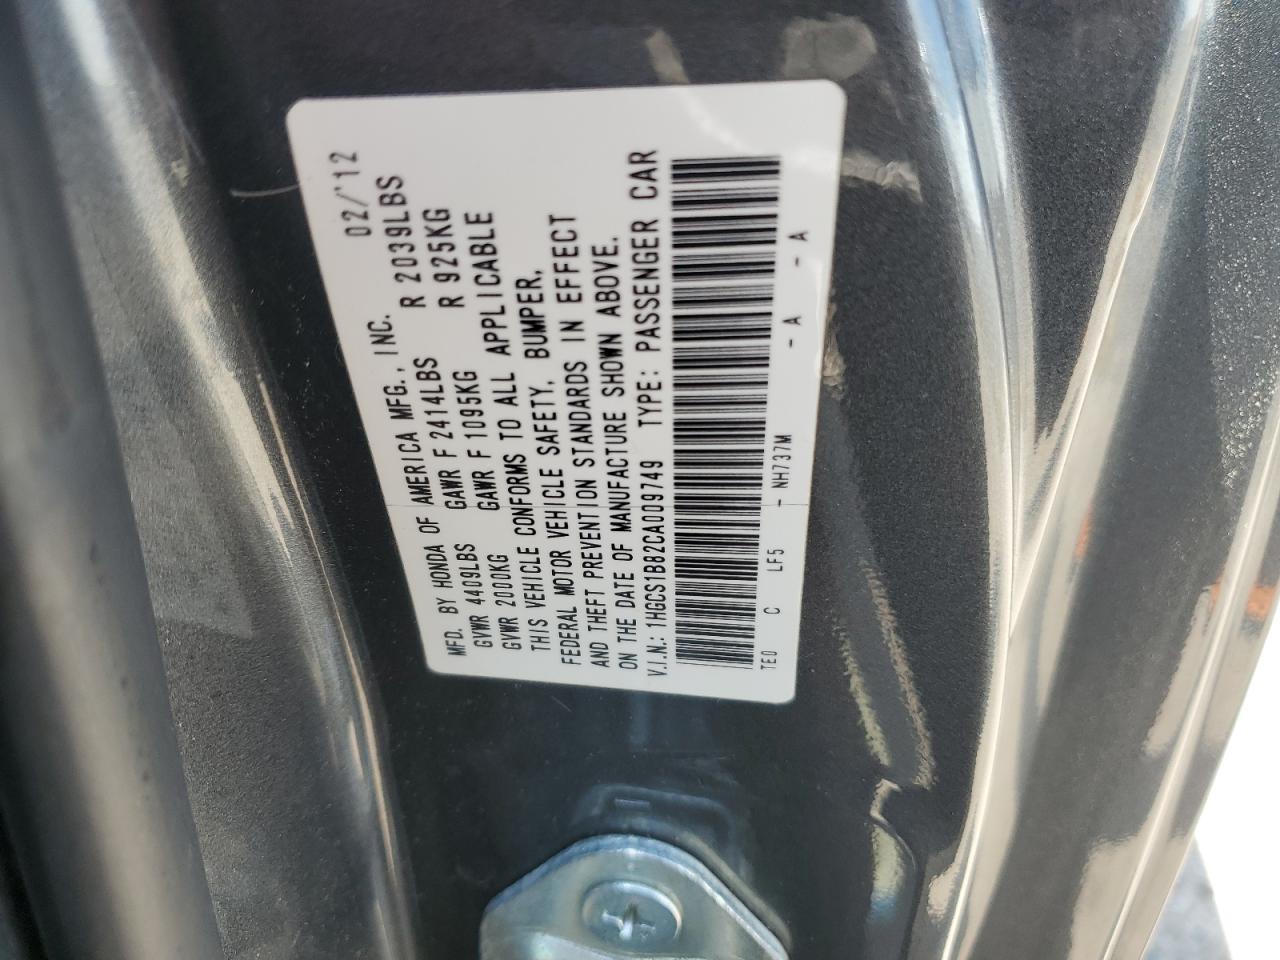 MFD. BY HONDA OF AMERICA MFG., INC. 02/'12
GVWR 4409LBS GAWR F 2414LBS R 2039LBS
GVWR 2000KG GAWR F 1095KG R 925KG
THIS VEHICLE CONFORMS TO ALL APPLICABLE
FEDERAL MOTOR VEHICLE SAFETY, BUMPER,
AND THEFT PREVENTION STANDARDS IN EFFECT
ON THE DATE OF MANUFACTURE SHOWN ABOVE.
V.I.N.: 1HGCS1B82CA009749 TYPE: PASSENGER CAR
TE0 C LF5 - NH737M - A - A